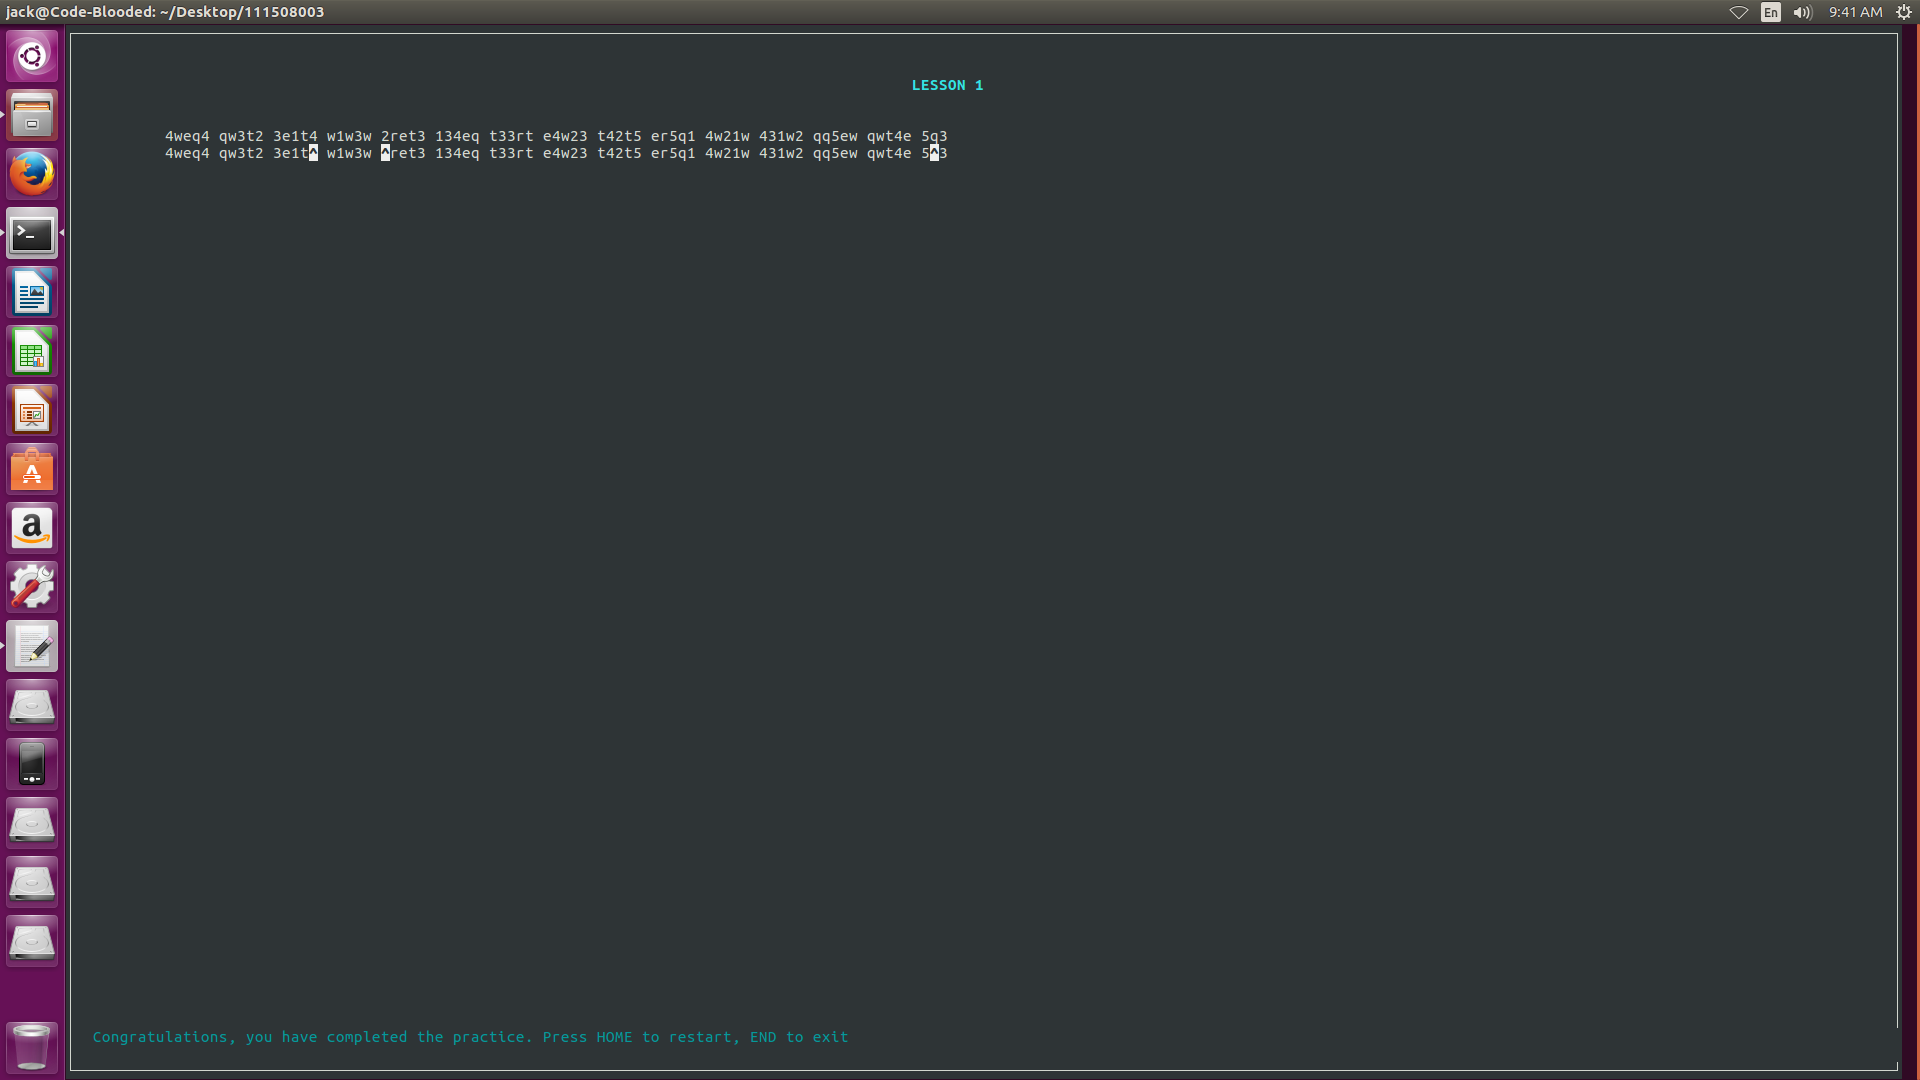 jack@Code-Blooded: ~/Desktop/111508003
En
9:41 AM
LESSON 1
4weq4 qw3t2 3e1t4 w1w3w 2ret3 134eq t33rt e4w23 t42t5 er5q1 4w21w 431w2 qq5ew qwt4e 5q3
4weq4 qw3t2 3e1t^ w1w3w ^ret3 134eq t33rt e4w23 t42t5 er5q1 4w21w 431w2 qq5ew qwt4e 5^3
Congratulations, you have completed the practice. Press HOME to restart, END to exit